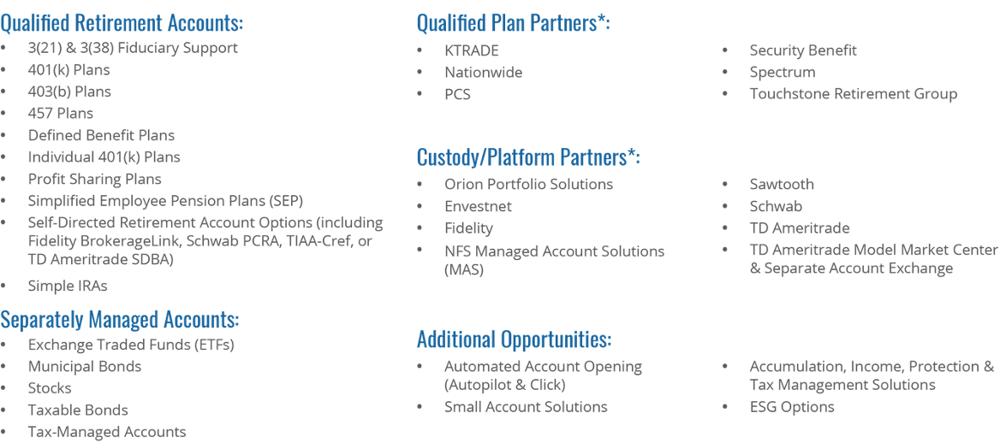 Qualified Retirement Accounts:
• 3(21) & 3(38) Fiduciary Support
• 401(k) Plans
• 403(b) Plans
• 457 Plans
• Defined Benefit Plans
• Individual 401(k) Plans
• Profit Sharing Plans
• Simplified Employee Pension Plans (SEP)
• Self-Directed Retirement Account Options (including
Fidelity BrokerageLink, Schwab PCRA, TIAA-Cref, or
TD Ameritrade SDBA)
• Simple IRAs
Separately Managed Accounts:
• Exchange Traded Funds (ETFs)
• Municipal Bonds
• Stocks
• Taxable Bonds
• Tax-Managed Accounts
Qualified Plan Partners*:
• KTRADE
• Nationwide
• PCS
• Security Benefit
• Spectrum
• Touchstone Retirement Group
Custody/Platform Partners*:
• Orion Portfolio Solutions
• Envestnet
• Fidelity
• NFS Managed Account Solutions
(MAS)
• Sawtooth
• Schwab
• TD Ameritrade
• TD Ameritrade Model Market Center
& Separate Account Exchange
Additional Opportunities:
• Automated Account Opening
(Autopilot & Click)
• Small Account Solutions
• Accumulation, Income, Protection &
Tax Management Solutions
• ESG Options